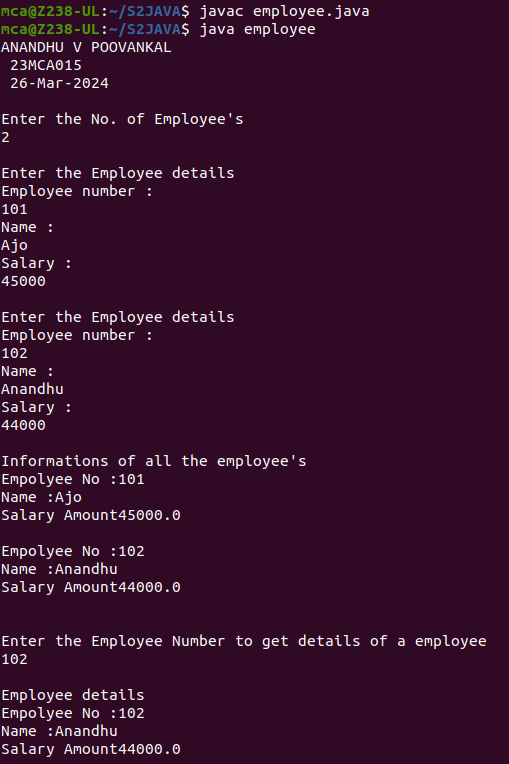 mca@Z238-UL:~/S2JAVA$ javac employee.java
mca@Z238-UL:~/S2JAVA$ java employee
ANANDHU V POOVANKAL
 23MCA015
 26-Mar-2024

Enter the No. of Employee's
2

Enter the Employee details
Employee number :
101
Name :
Ajo
Salary :
45000

Enter the Employee details
Employee number :
102
Name :
Anandhu
Salary :
44000

Informations of all the employee's
Empolyee No :101
Name :Ajo
Salary Amount45000.0

Empolyee No :102
Name :Anandhu
Salary Amount44000.0


Enter the Employee Number to get details of a employee
102

Employee details
Empolyee No :102
Name :Anandhu
Salary Amount44000.0